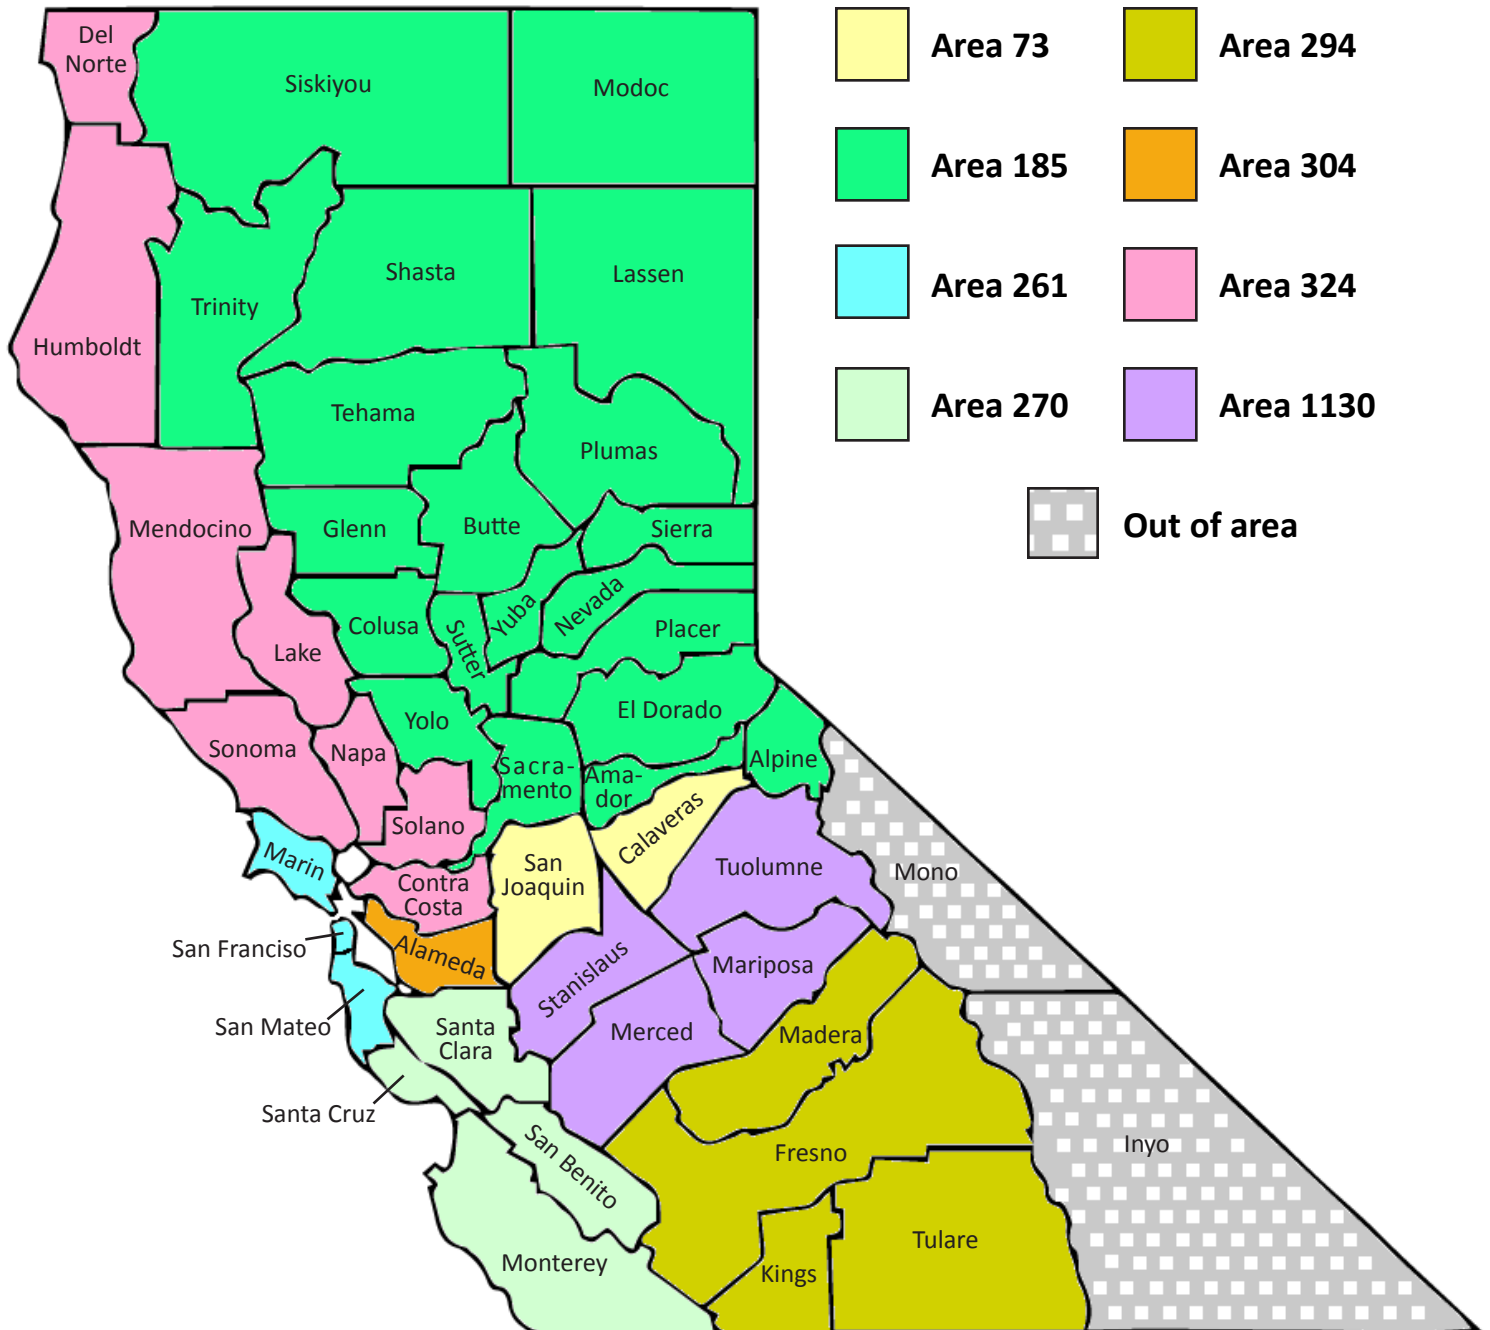 Del
Norte
Siskiyou
Modoc
Area 73
Area 294
Area 185
Area 304
Area 261
Area 324
Area 270
Area 1130
Out of area
Humboldt
Trinity
Shasta
Lassen
Tehama
Plumas
Mendocino
Glenn
Butte
Sierra
Lake
Colusa
Sutter
Yuba
Nevada
Placer
Sonoma
Napa
Yolo
El Dorado
Sacra-
mento
Ama-
dor
Alpine
Solano
Calaveras
Marin
Contra
Costa
San
Joaquin
Tuolumne
Mono
San Franciso
Alameda
Stanislaus
Mariposa
San Mateo
Santa
Clara
Merced
Madera
Santa Cruz
San Benito
Fresno
Inyo
Monterey
Kings
Tulare